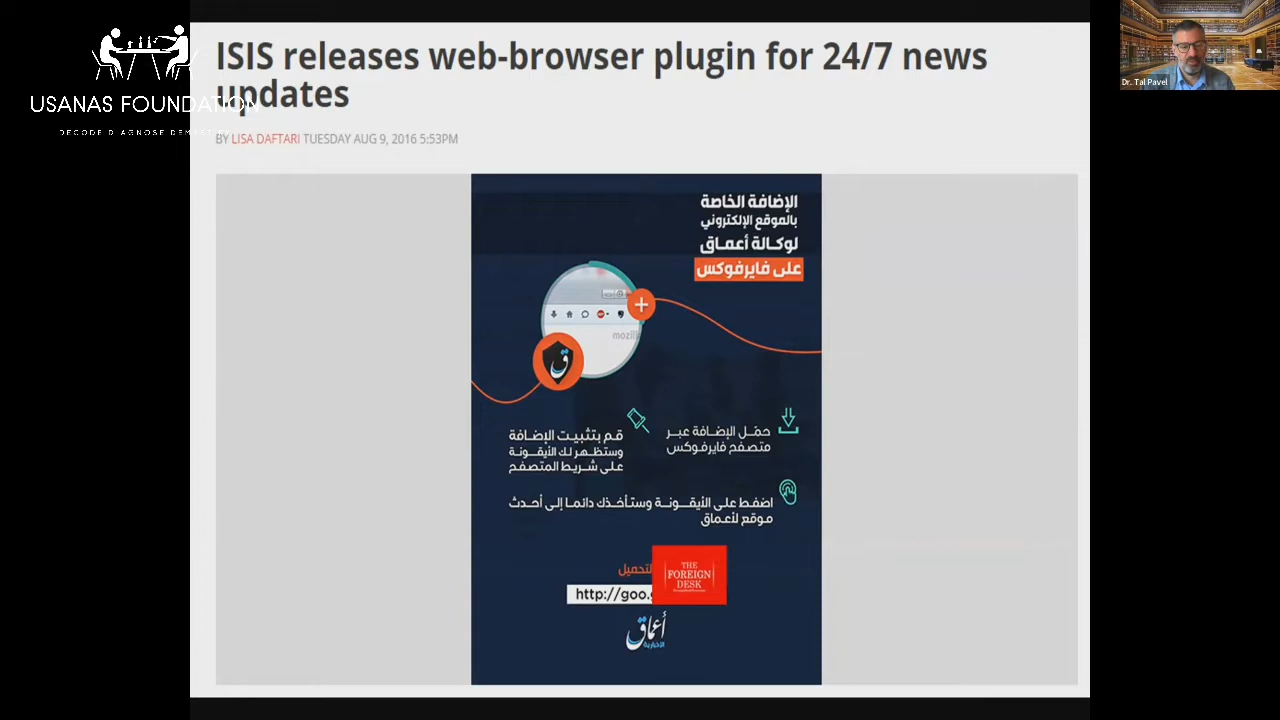 USANAS FOUNDATION
ISIS releases web-browser plugin for 24/7 news
updates
BY LISA DAFTARI TUESDAY AUG 9, 2016 5:53PM
Dr. Tal Pavel
الإضافة الخاصة
بالموقع الإلكتروني
لوكالة أعماق
على فايرفوكس
حمّل الإضافة عبر
متصفح فايرفوكس
قم بتثبيت الإضافة
وستظهر لك الأيقونة
على شريط المتصفح
اضغط على الأيقونة وستأخذك دائما إلى أحدث
موقع لأعماق
للتحميل
http://goo.
THE
FOREIGN
DESK
أعماق
الإخبارية